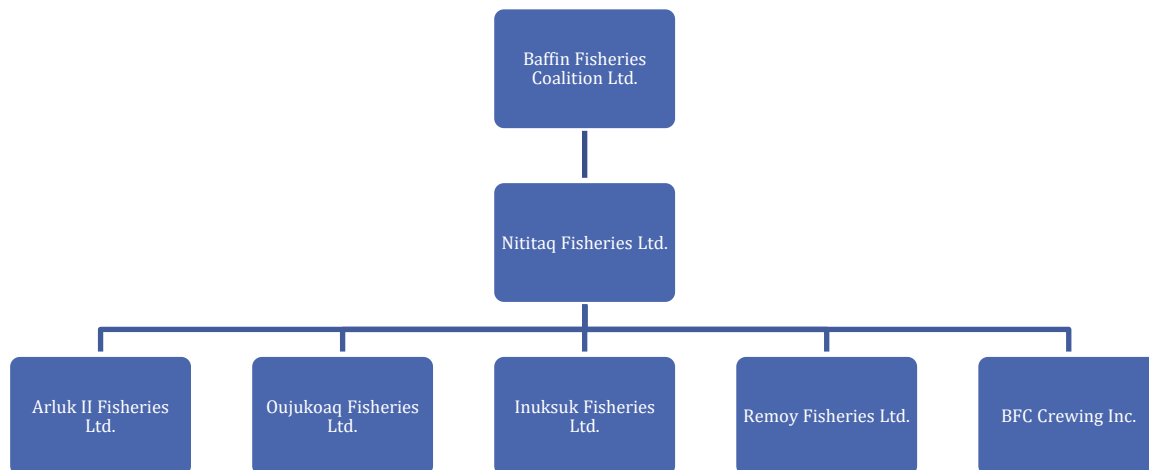 Baffin Fisheries
Coalition Ltd.
Nititaq Fisheries Ltd.
Arluk II Fisheries
Ltd.
Oujukoaq Fisheries
Ltd.
Inuksuk Fisheries
Ltd.
Remoy Fisheries Ltd.
BFC Crewing Inc.